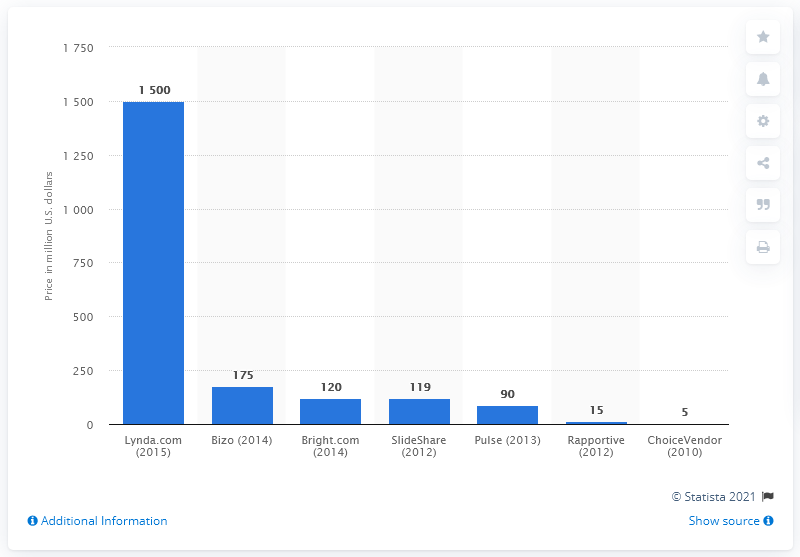 1 750
1 500
1 250
1 000
750
500
250
0
Price in million U.S. dollars
1 500
175
120
119
90
15
5
Lynda.com
(2015)
Bizo (2014)
Bright.com
(2014)
SlideShare
(2012)
Pulse (2013)
Rapportive
(2012)
ChoiceVendor
(2010)
© Statista 2021
Additional Information
Show source